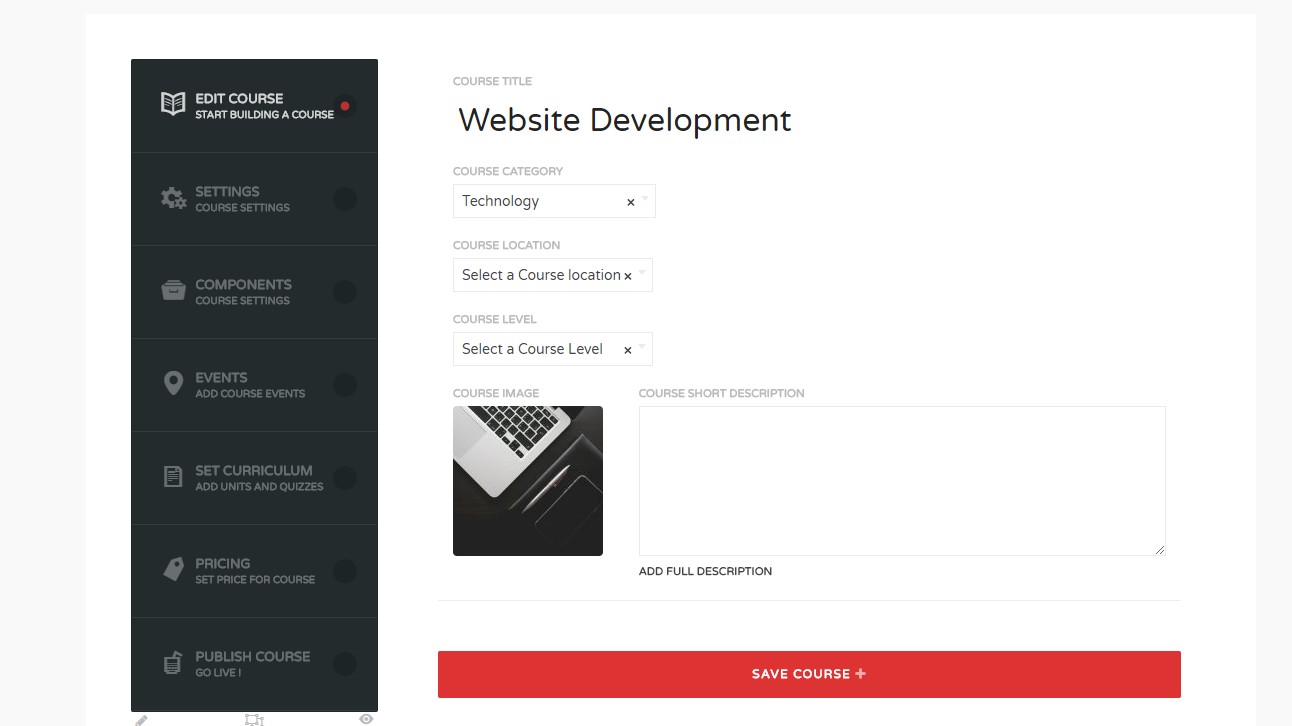 EDIT COURSE
START BUILDING A COURSE
SETTINGS
COURSE SETTINGS
COMPONENTS
COURSE SETTINGS
EVENTS
ADD COURSE EVENTS
SET CURRICULUM
ADD UNITS AND QUIZZES
PRICING
SET PRICE FOR COURSE
PUBLISH COURSE
GO LIVE !
COURSE TITLE
Website Development
COURSE CATEGORY
Technology ×
COURSE LOCATION
Select a Course location ×
COURSE LEVEL
Select a Course Level ×
COURSE IMAGE
COURSE SHORT DESCRIPTION
ADD FULL DESCRIPTION
SAVE COURSE +